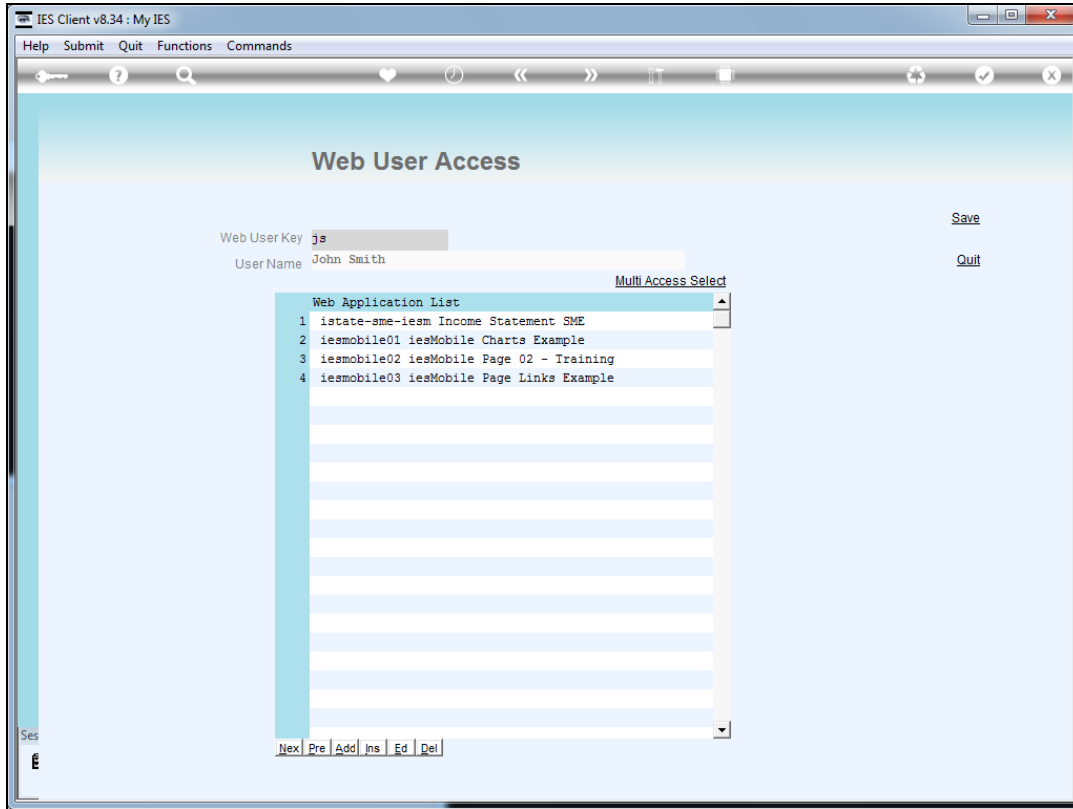 IES Client v8.34 : My IES
Help Submit Quit Functions Commands
Web User Access
Save
Web User Key js
User Name John Smith
Quit
Multi Access Select
Web Application List
1 istate-sme-iesm Income Statement SME
2 iesmobile01 iesMobile Charts Example
3 iesmobile02 iesMobile Page 02 - Training
4 iesmobile03 iesMobile Page Links Example
Ses
Nex Pre Add Ins Ed Del